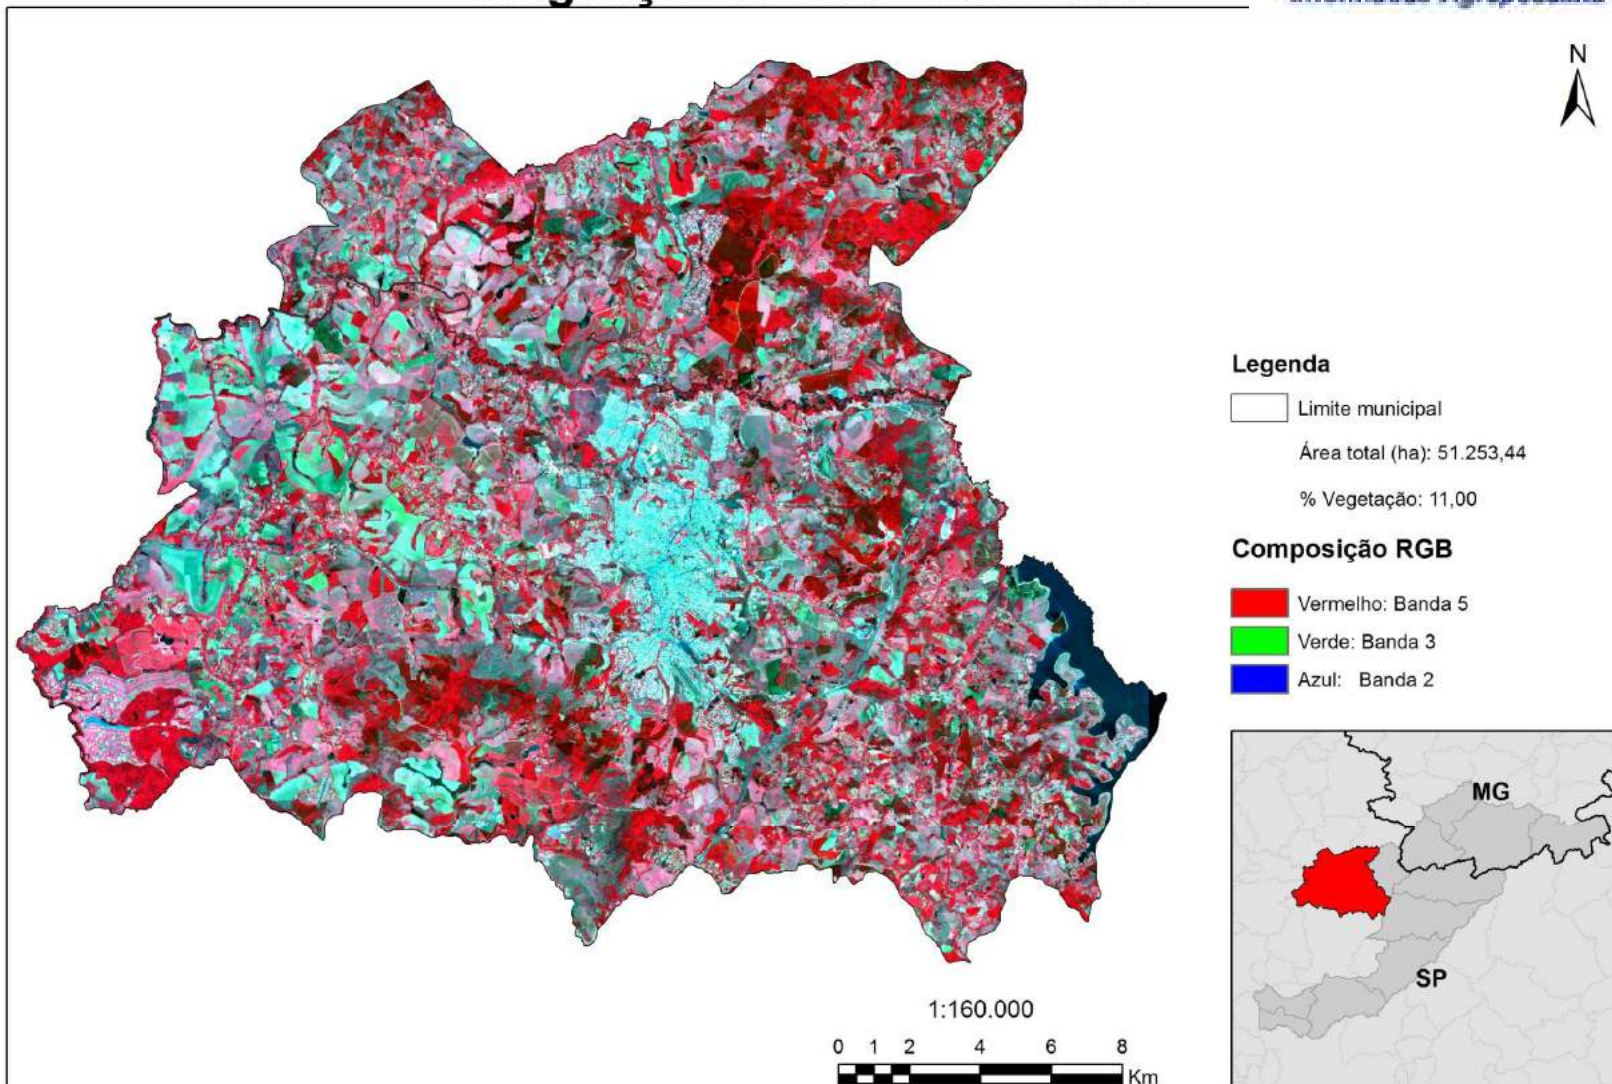 N
Legenda
Limite municipal
Área total (ha): 51.253,44
% Vegetação: 11,00
Composição RGB
Vermelho: Banda 5
Verde: Banda 3
Azul: Banda 2
MG
SP
1:160.000
0 1 2 4 6 8
Km